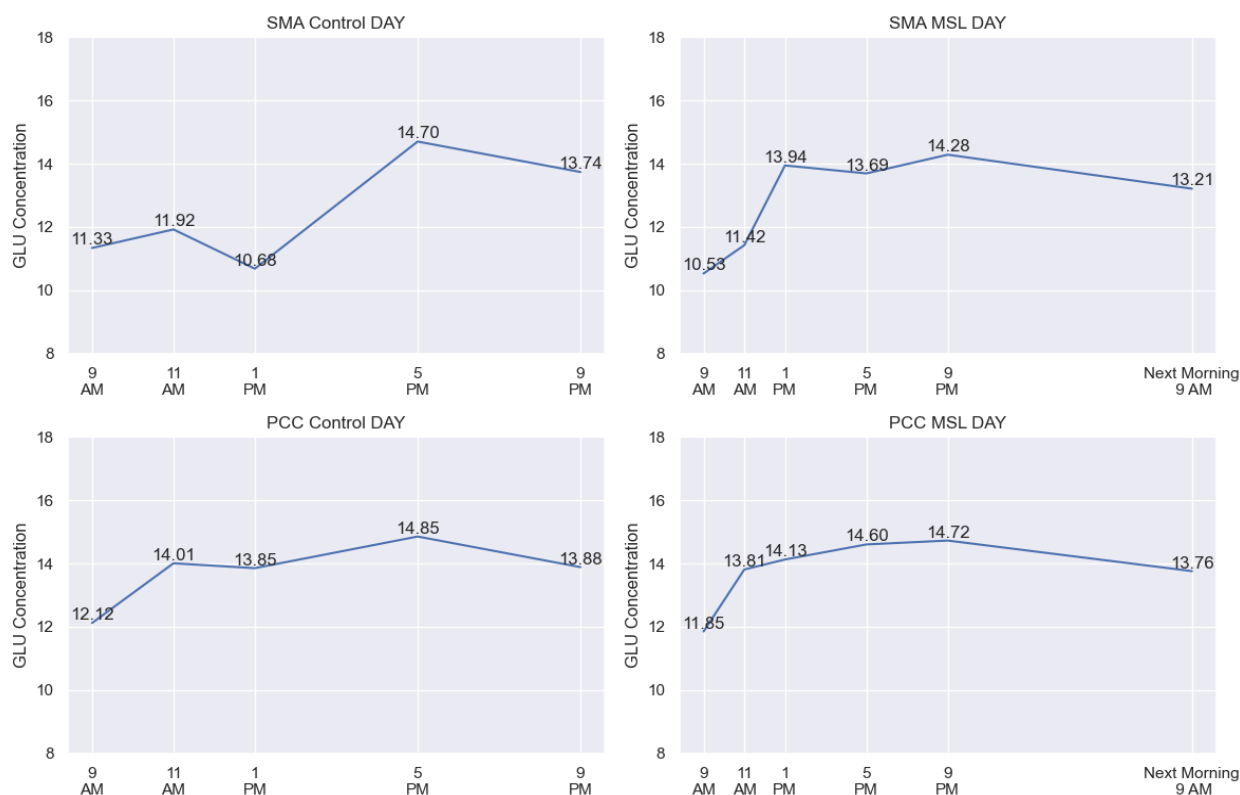 SMA Control DAY
GLU Concentration
18
16
14
12
10
8
11.33
11.92
10.68
14.70
13.74
9
AM
11
AM
1
PM
5
PM
9
PM
SMA MSL DAY
GLU Concentration
18
16
14
12
10
8
10.53
11.42
13.94
13.69
14.28
13.21
9
AM
11
AM
1
PM
5
PM
9
PM
Next Morning
9 AM
PCC Control DAY
GLU Concentration
18
16
14
12
10
8
12.12
14.01
13.85
14.85
13.88
9
AM
11
AM
1
PM
5
PM
9
PM
PCC MSL DAY
GLU Concentration
18
16
14
12
10
8
11.85
13.81
14.13
14.60
14.72
13.76
9
AM
11
AM
1
PM
5
PM
9
PM
Next Morning
9 AM